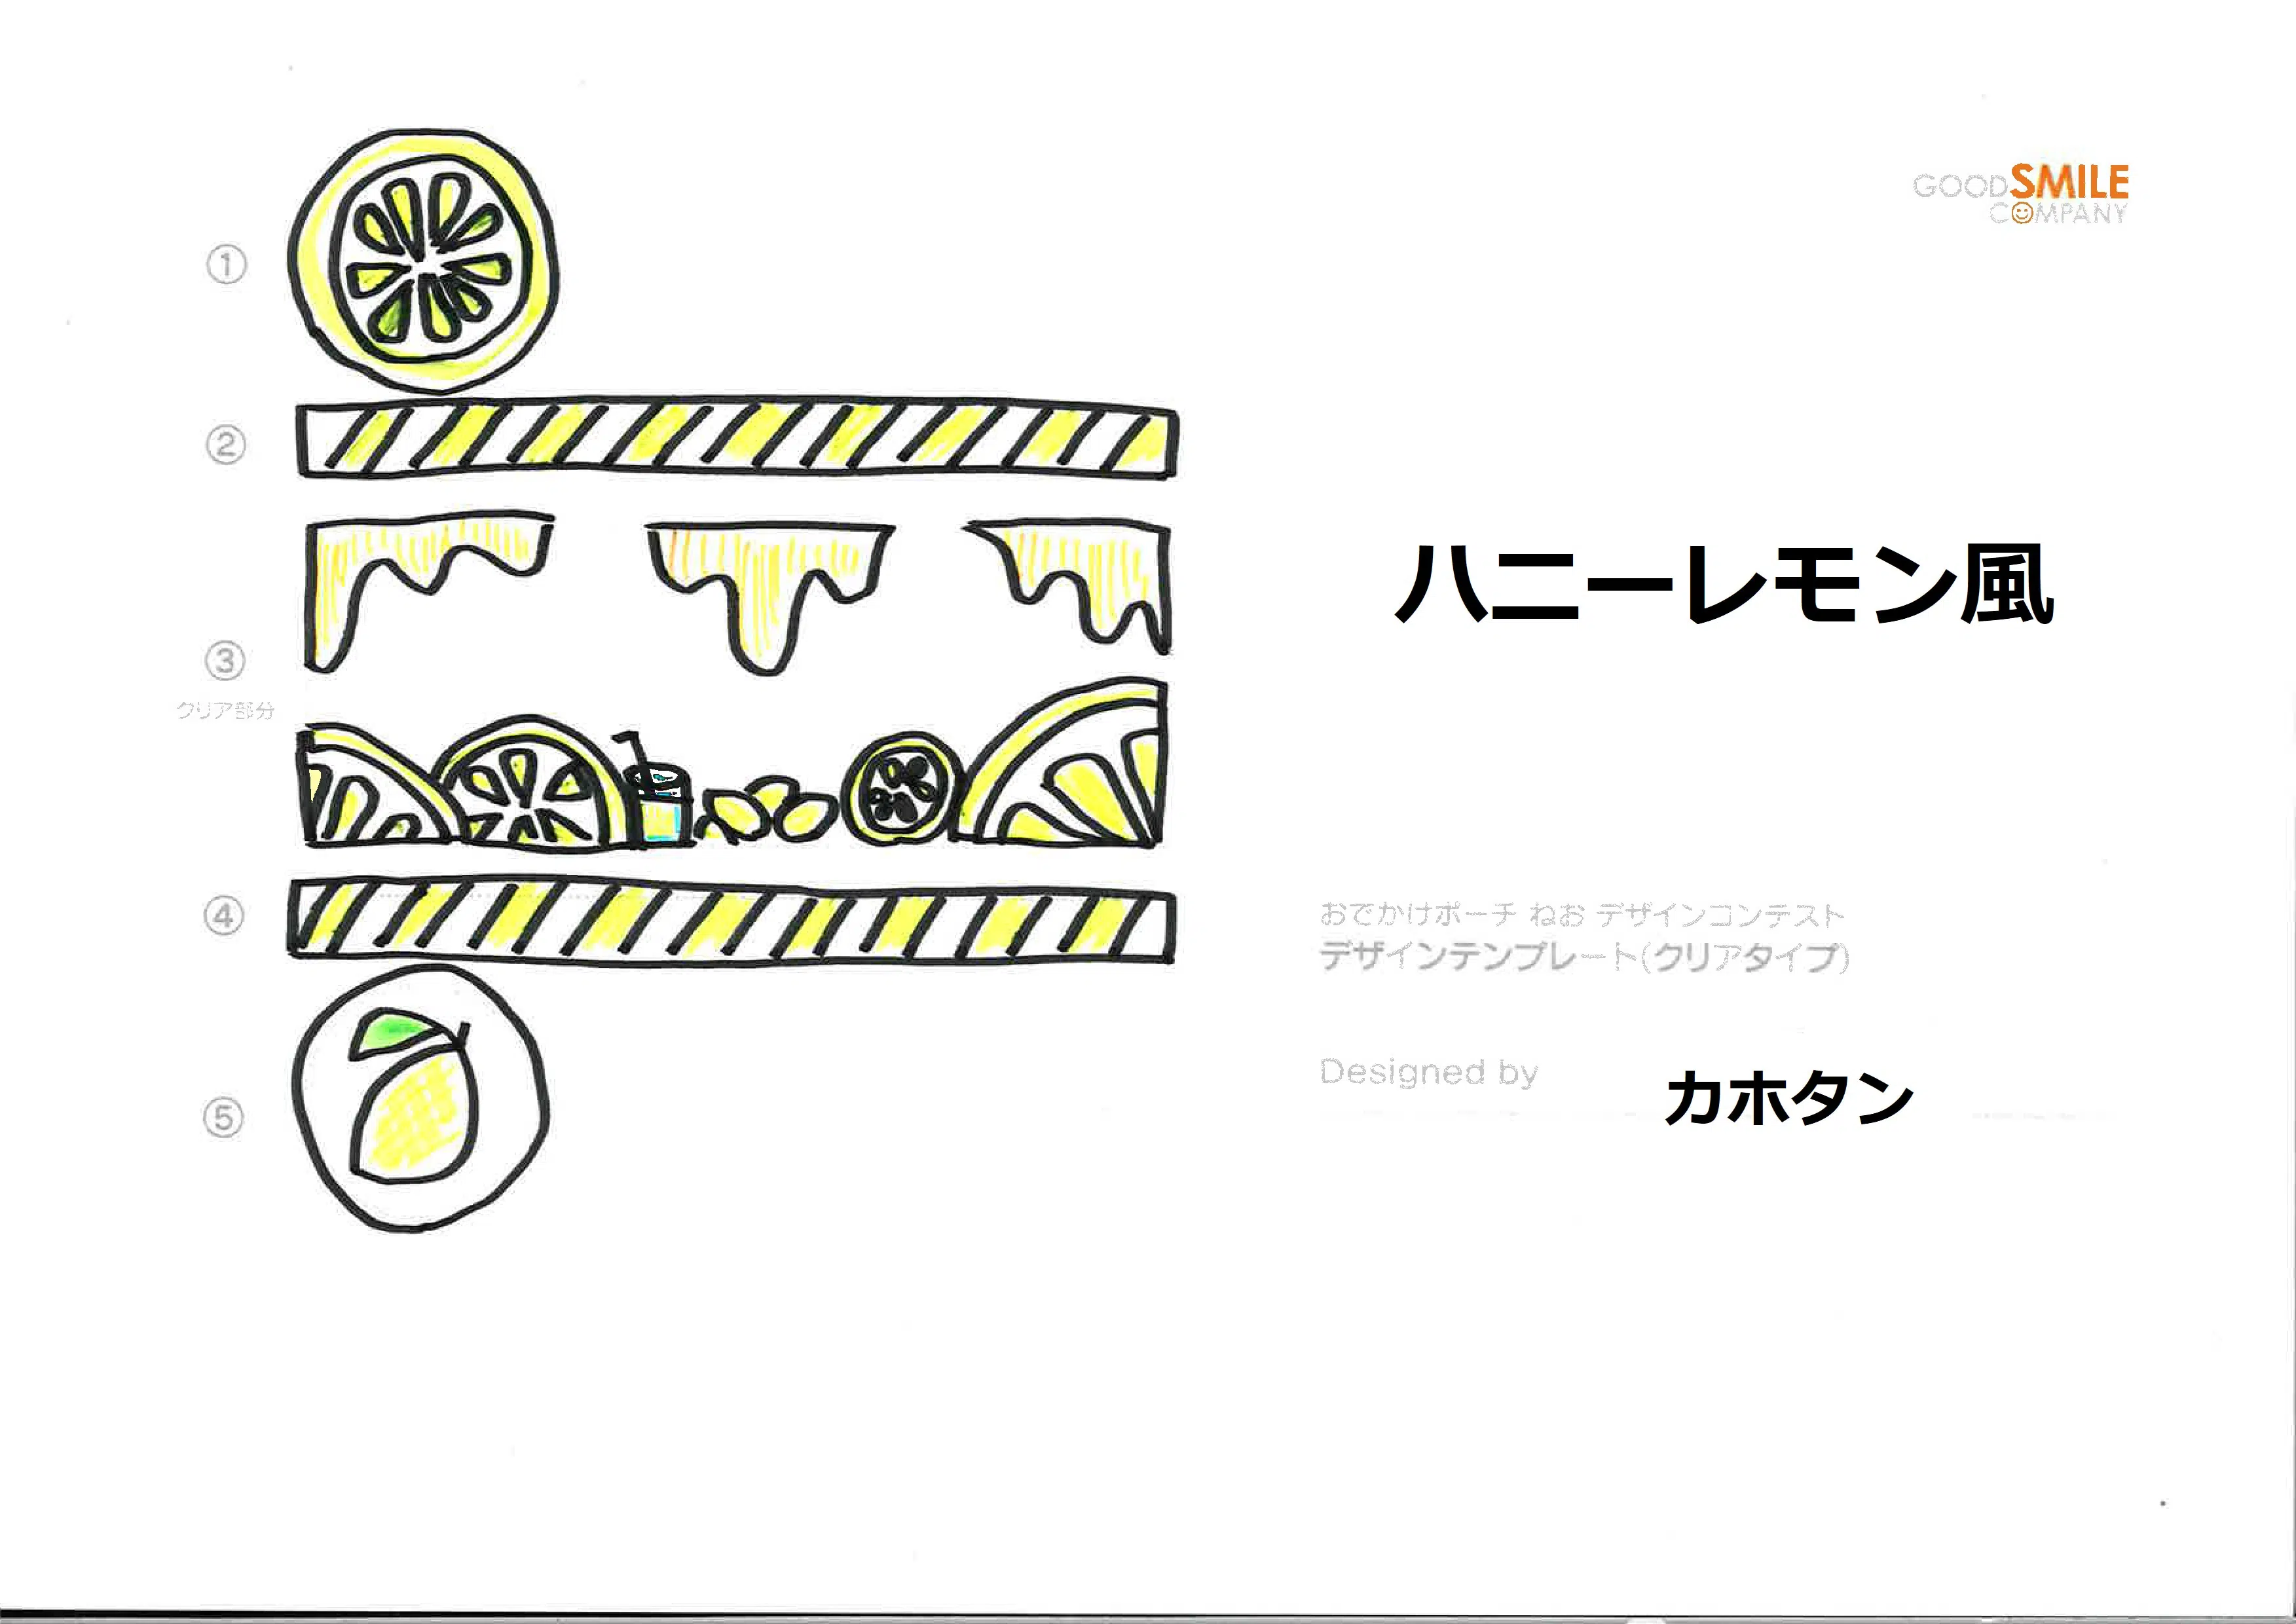 GOODSMILE
COMPANY
①
②
③
クリア部分
④
⑤
ハニーレモン風
おでかけポーチ ねお デザインコンテスト
デザインテンプレート(クリアタイプ)
Designed by カホタン